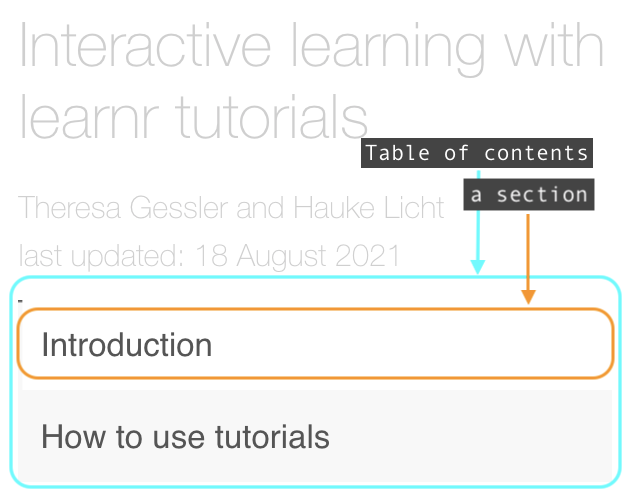 Interactive learning with
learnr tutorials
Table of contents
a section
Theresa Gessler and Hauke Licht
last updated: 18 August 2021
Introduction
How to use tutorials